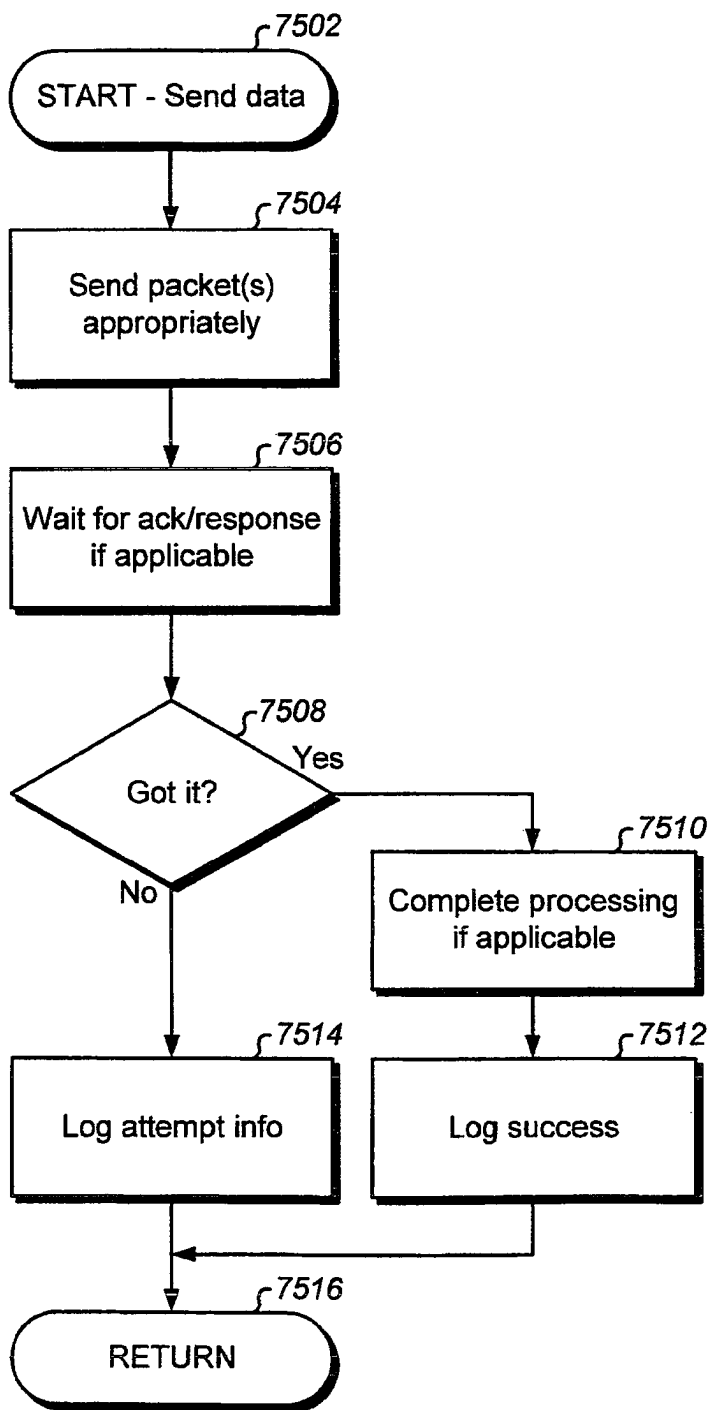 7502
START - Send data
7504
Send packet(s)
appropriately
7506
Wait for ack/response
if applicable
7508
Got it?
Yes
No
7510
Complete processing
if applicable
7514
Log attempt info
7512
Log success
7516
RETURN